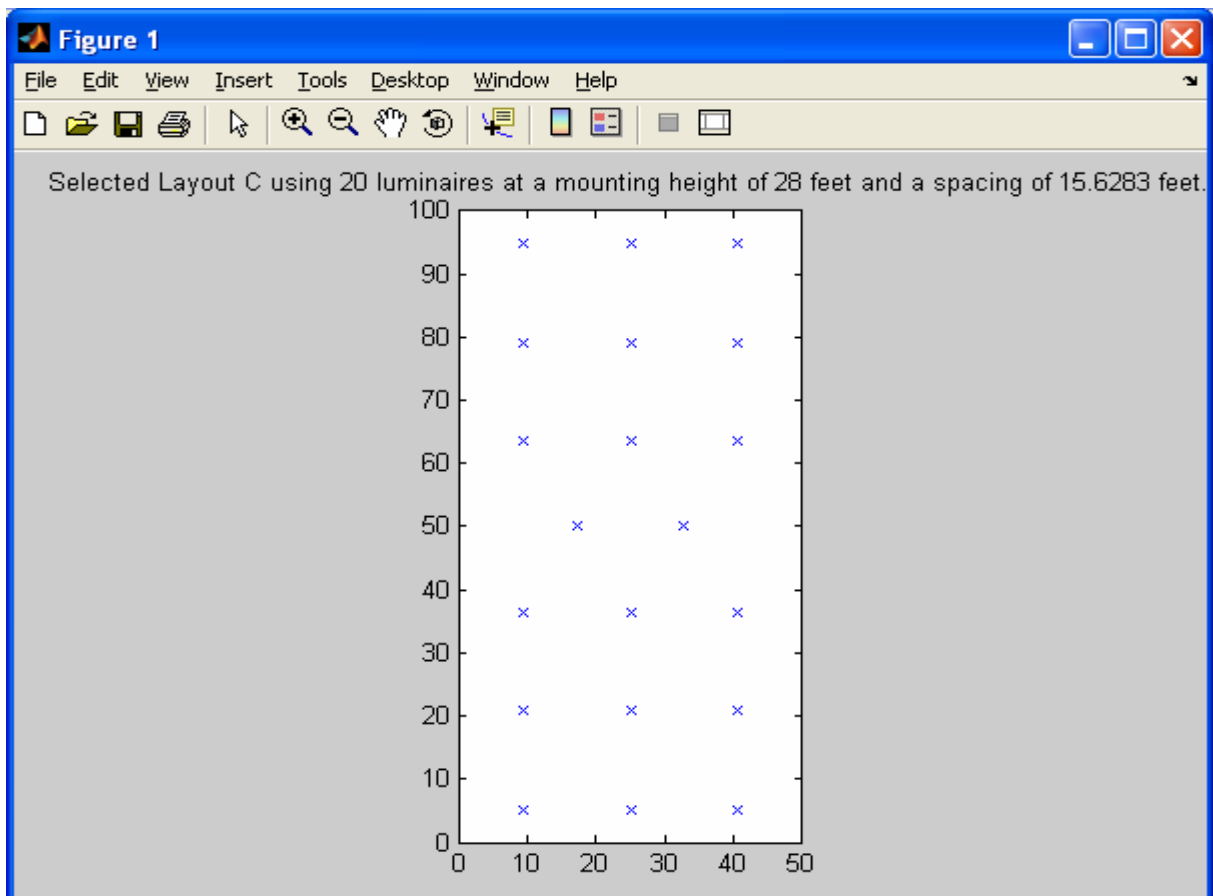 Figure 1
File Edit View Insert Tools Desktop Window Help
Selected Layout C using 20 luminaires at a mounting height of 28 feet and a spacing of 15.6283 feet.
100
90
80
70
60
50
40
30
20
10
0
0 10 20 30 40 50